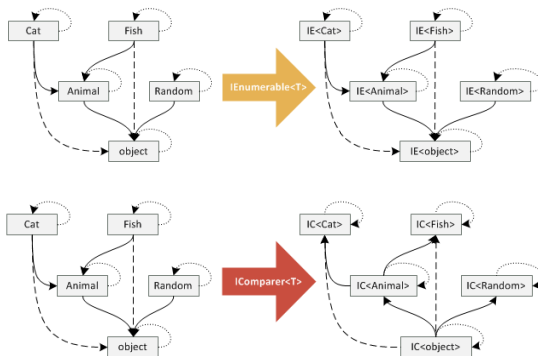 Cat Fish IE<Cat> IE<Fish>
Animal Random IEnumerable<T> IE<Animal> IE<Random>
object IE<object>
Cat Fish IC<Cat> IC<Fish>
Animal Random IComparer<T> IC<Animal> IC<Random>
object IC<object>